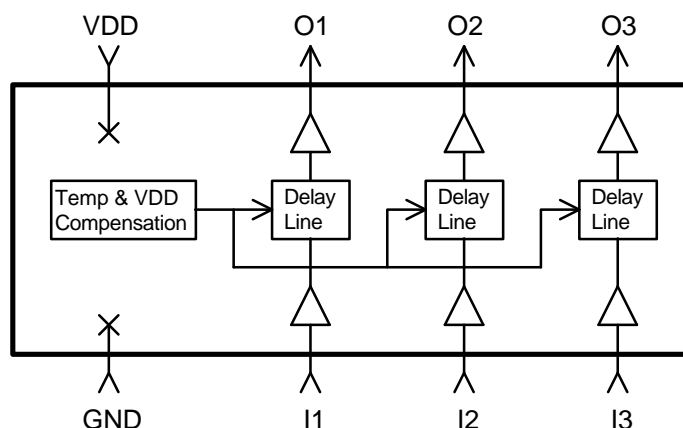 VDD O1 O2 O3
Temp & VDD
Compensation
Delay
Line
Delay
Line
Delay
Line
GND I1 I2 I3